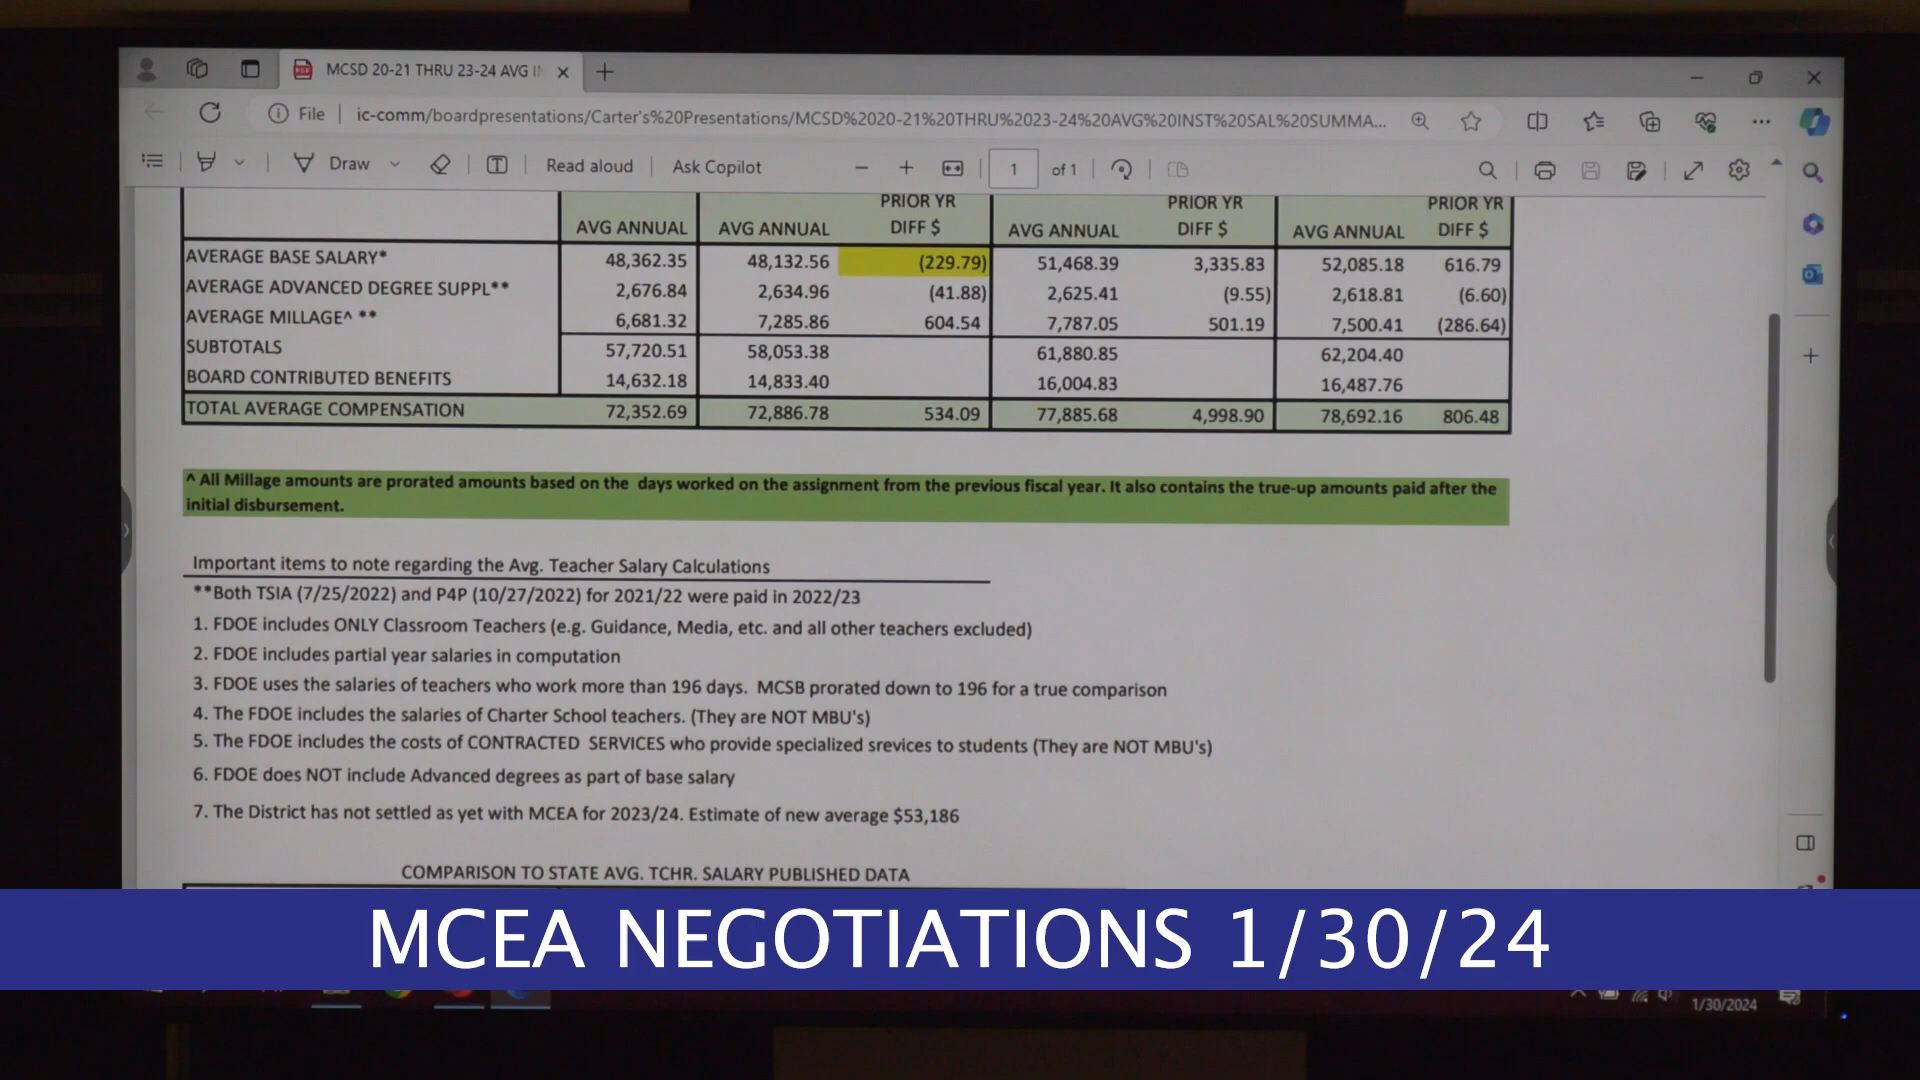 MCSD 20-21 THRU 23-24 AVG IN
File ic-comm/boardpresentations/Carter's%20Presentations/MCSD%2020-21%20THRU%2023-24%20AVG%20INST%20SAL%20SUMMA...
Draw Read aloud Ask Copilot 1 of 1
PRIOR YR PRIOR YR PRIOR YR
AVG ANNUAL AVG ANNUAL DIFF $ AVG ANNUAL DIFF $ AVG ANNUAL DIFF $
AVERAGE BASE SALARY* 48,362.35 48,132.56 (229.79) 51,468.39 3,335.83 52,085.18 616.79
AVERAGE ADVANCED DEGREE SUPPL** 2,676.84 2,634.96 (41.88) 2,625.41 (9.55) 2,618.81 (6.60)
AVERAGE MILLAGE^ ** 6,681.32 7,285.86 604.54 7,787.05 501.19 7,500.41 (286.64)
SUBTOTALS 57,720.51 58,053.38 61,880.85 62,204.40
BOARD CONTRIBUTED BENEFITS 14,632.18 14,833.40 16,004.83 16,487.76
TOTAL AVERAGE COMPENSATION 72,352.69 72,886.78 534.09 77,885.68 4,998.90 78,692.16 806.48
^ All Millage amounts are prorated amounts based on the days worked on the assignment from the previous fiscal year. It also contains the true-up amounts paid after the
initial disbursement.
Important items to note regarding the Avg. Teacher Salary Calculations
**Both TSIA (7/25/2022) and P4P (10/27/2022) for 2021/22 were paid in 2022/23
1. FDOE includes ONLY Classroom Teachers (e.g. Guidance, Media, etc. and all other teachers excluded)
2. FDOE includes partial year salaries in computation
3. FDOE uses the salaries of teachers who work more than 196 days. MCSB prorated down to 196 for a true comparison
4. The FDOE includes the salaries of Charter School teachers. (They are NOT MBU's)
5. The FDOE includes the costs of CONTRACTED SERVICES who provide specialized srevices to students (They are NOT MBU's)
6. FDOE does NOT include Advanced degrees as part of base salary
7. The District has not settled as yet with MCEA for 2023/24. Estimate of new average $53,186
COMPARISON TO STATE AVG. TCHR. SALARY PUBLISHED DATA
MCEA NEGOTIATIONS 1/30/24
1/30/2024